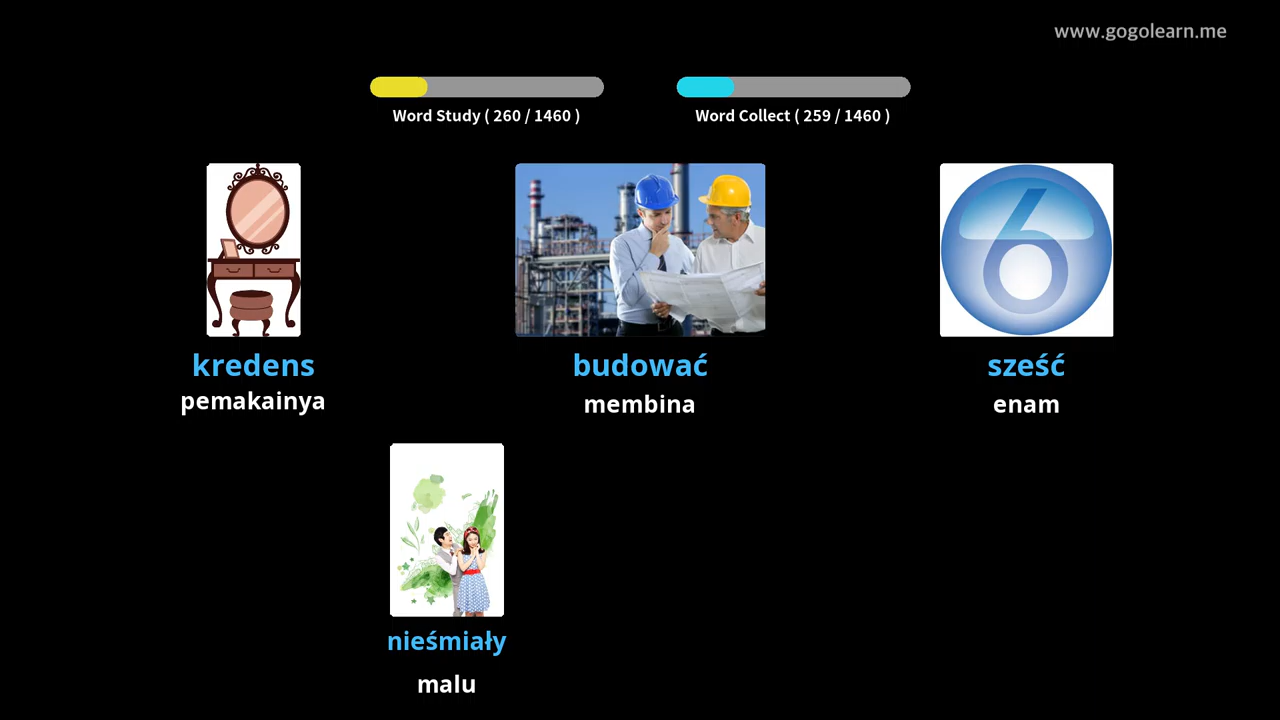 www.gogolearn.me
Word Study ( 260 / 1460 )
Word Collect ( 259 / 1460 )
6
kredens
pemakainya
budować
membina
sześć
enam
nieśmiały
malu